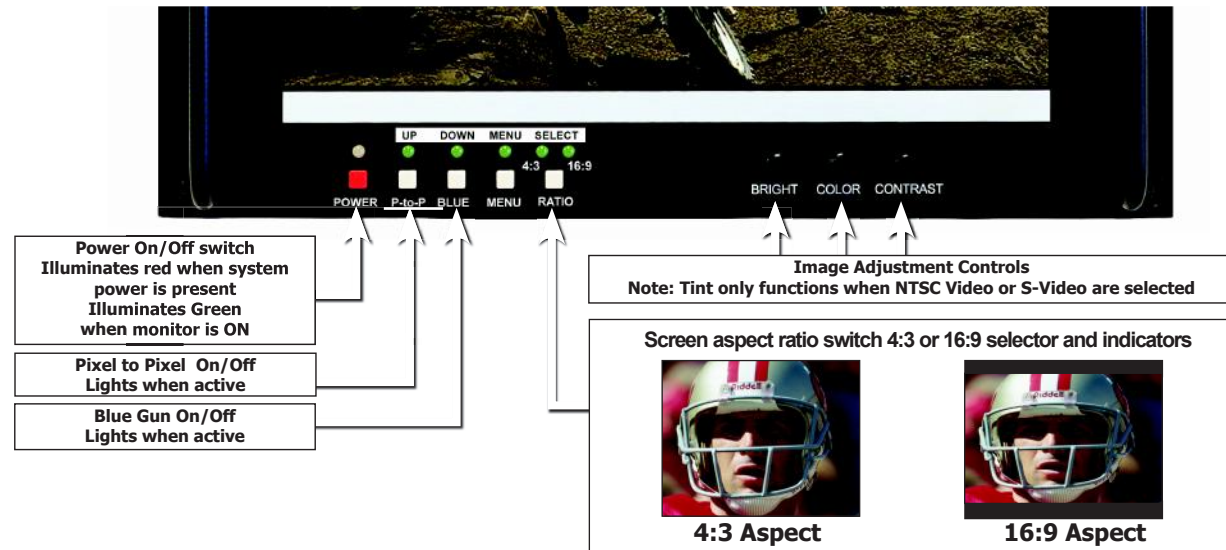 UP DOWN MENU SELECT
4:3 16:9
POWER P-to-P BLUE MENU RATIO
BRIGHT COLOR CONTRAST
Power On/Off switch
Illuminates red when system
power is present
Illuminates Green
when monitor is ON
Pixel to Pixel On/Off
Lights when active
Blue Gun On/Off
Lights when active
Image Adjustment Controls
Note: Tint only functions when NTSC Video or S-Video are selected
Screen aspect ratio switch 4:3 or 16:9 selector and indicators
Riddell
Riddell
4:3 Aspect
16:9 Aspect